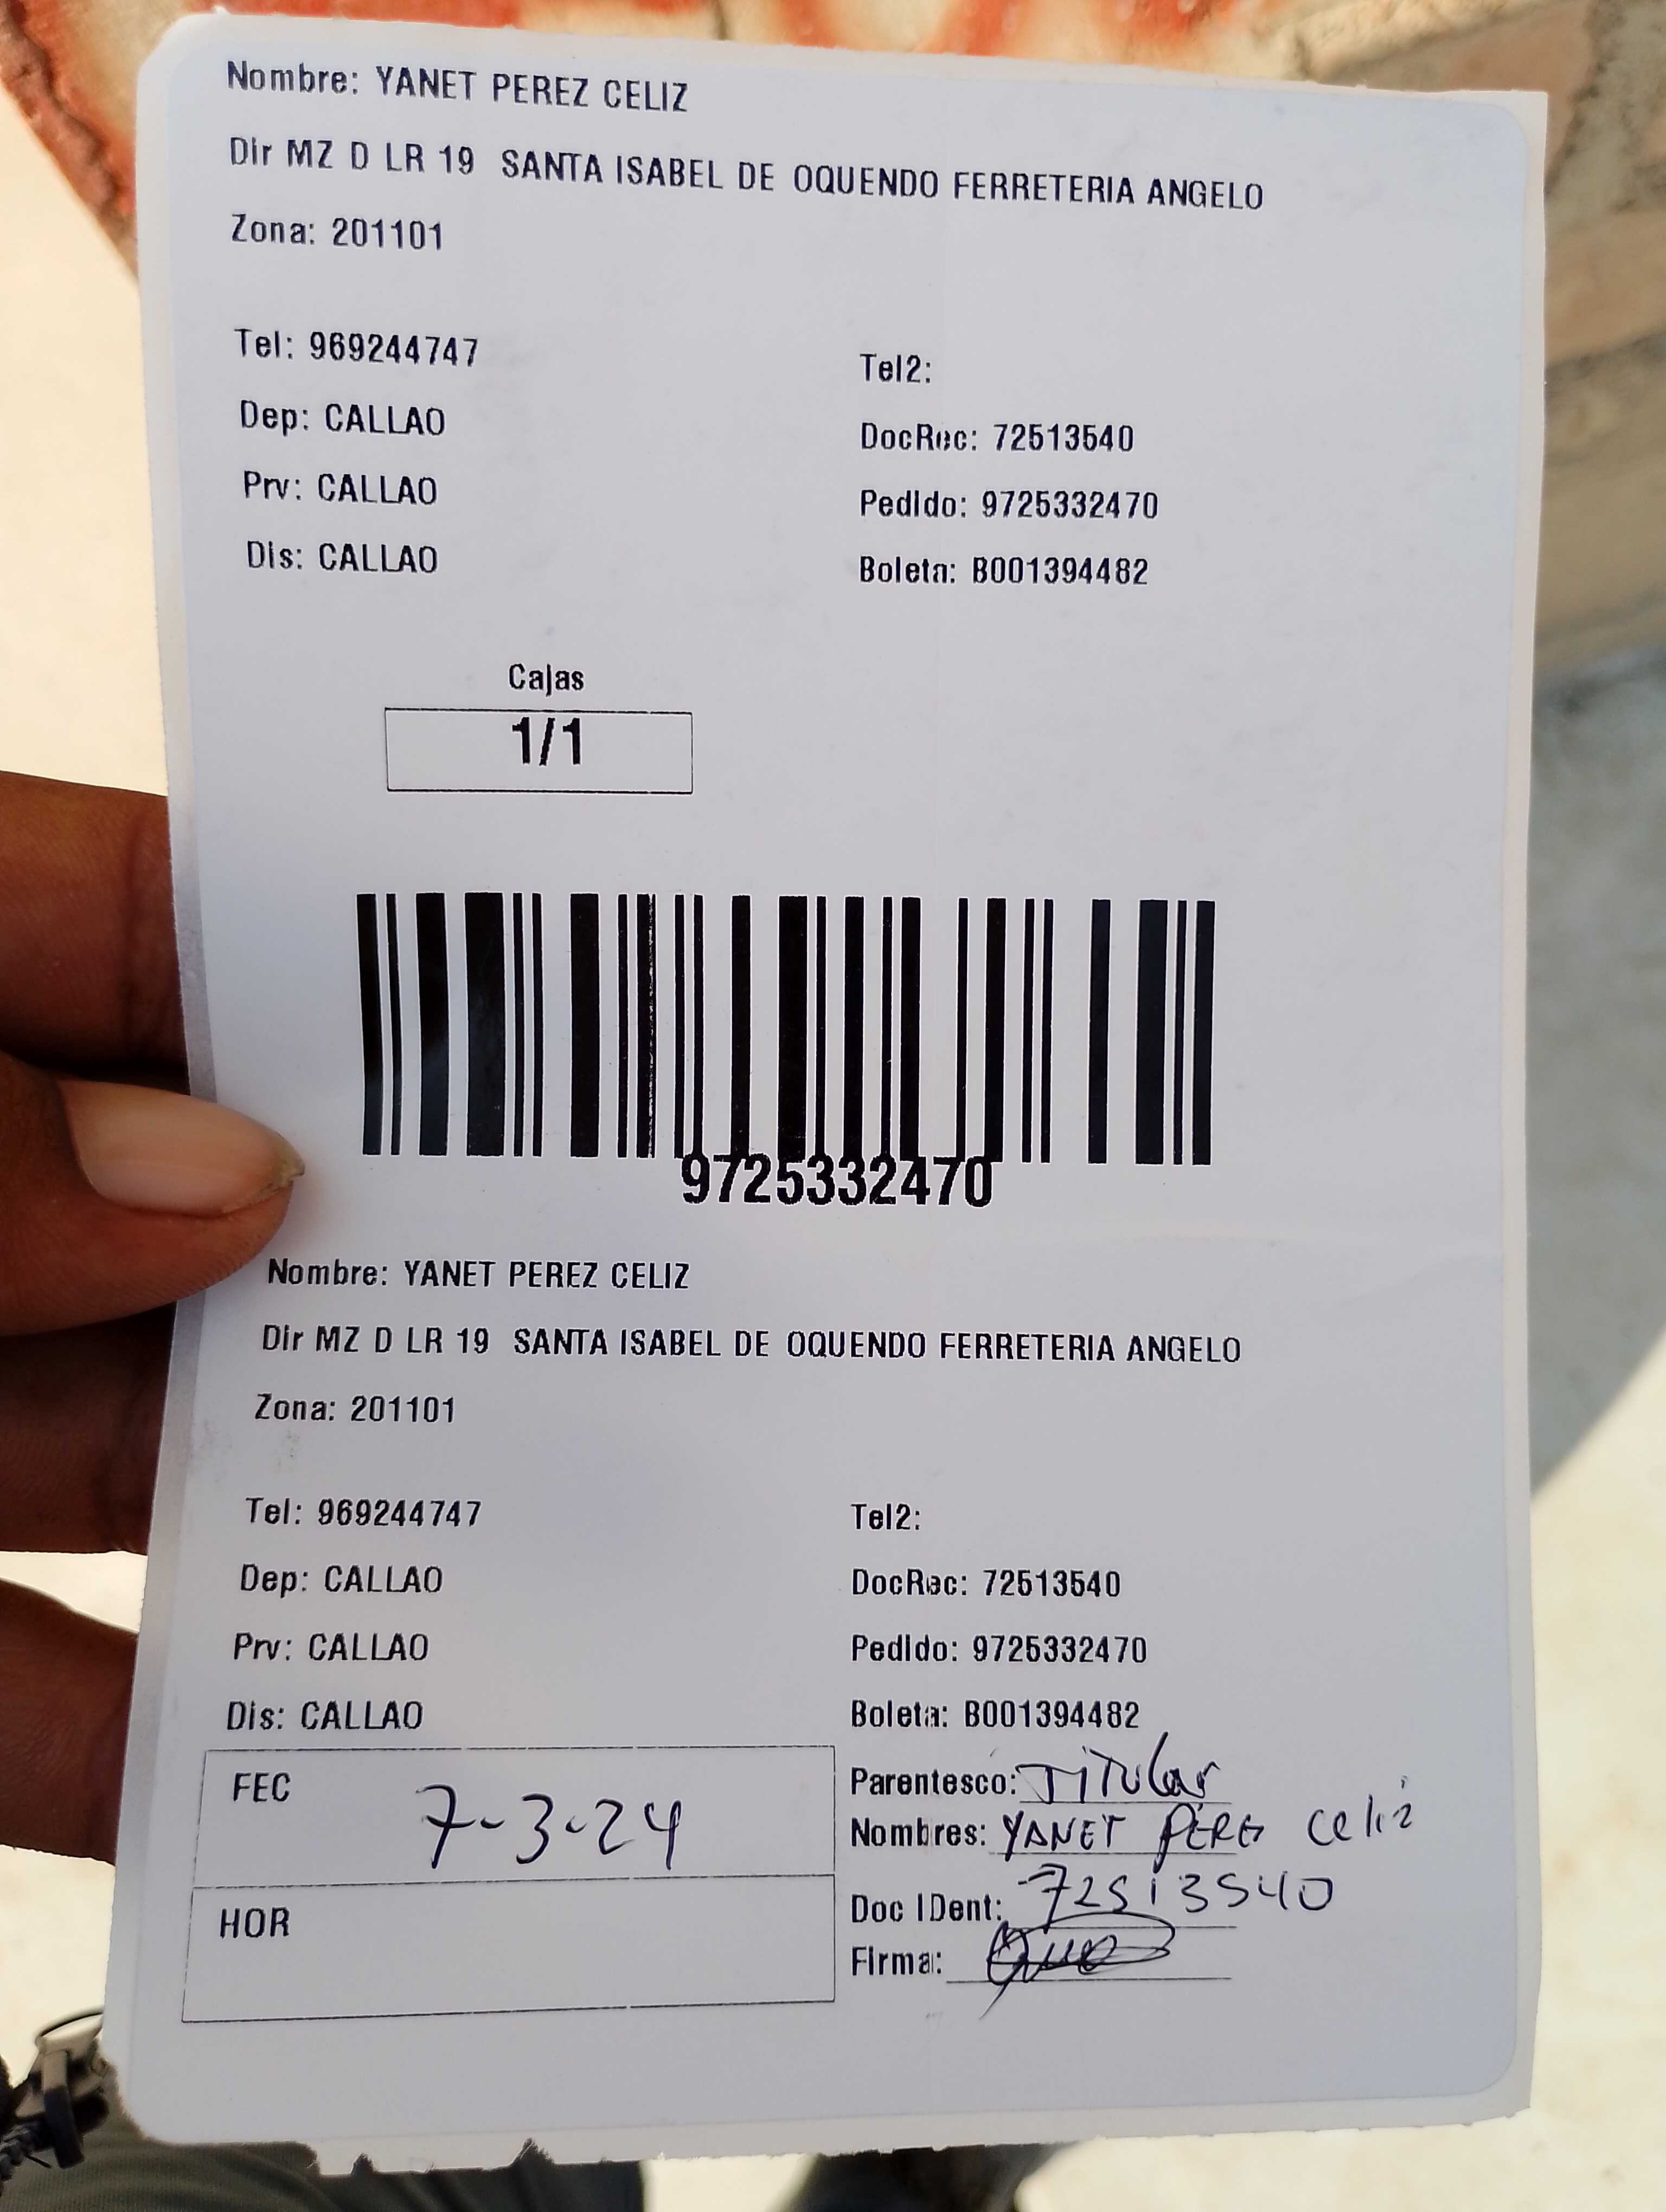 Nombre: YANET PEREZ CELIZ
Dir MZ D LR 19 SANTA ISABEL DE OQUENDO FERRETERIA ANGELO
Zona: 201101
Tel: 969244747
Tel2:
Dep: CALLAO
DocRec: 72513540
Prv: CALLAO
Pedido: 9725332470
Dis: CALLAO
Boleta: B001394482
Cajas
1/1
9725332470
Nombre: YANET PEREZ CELIZ
Dir MZ D LR 19 SANTA ISABEL DE OQUENDO FERRETERIA ANGELO
Zona: 201101
Tel: 969244747
Tel2:
Dep: CALLAO
DocRec: 72513540
Prv: CALLAO
Pedido: 9725332470
Dis: CALLAO
Boleta: B001394482
FEC 7-3-24
Parentesco: Titular
Nombres: YANET PÉREZ Celiz
HOR
Doc IDent: 72513540
Firma: